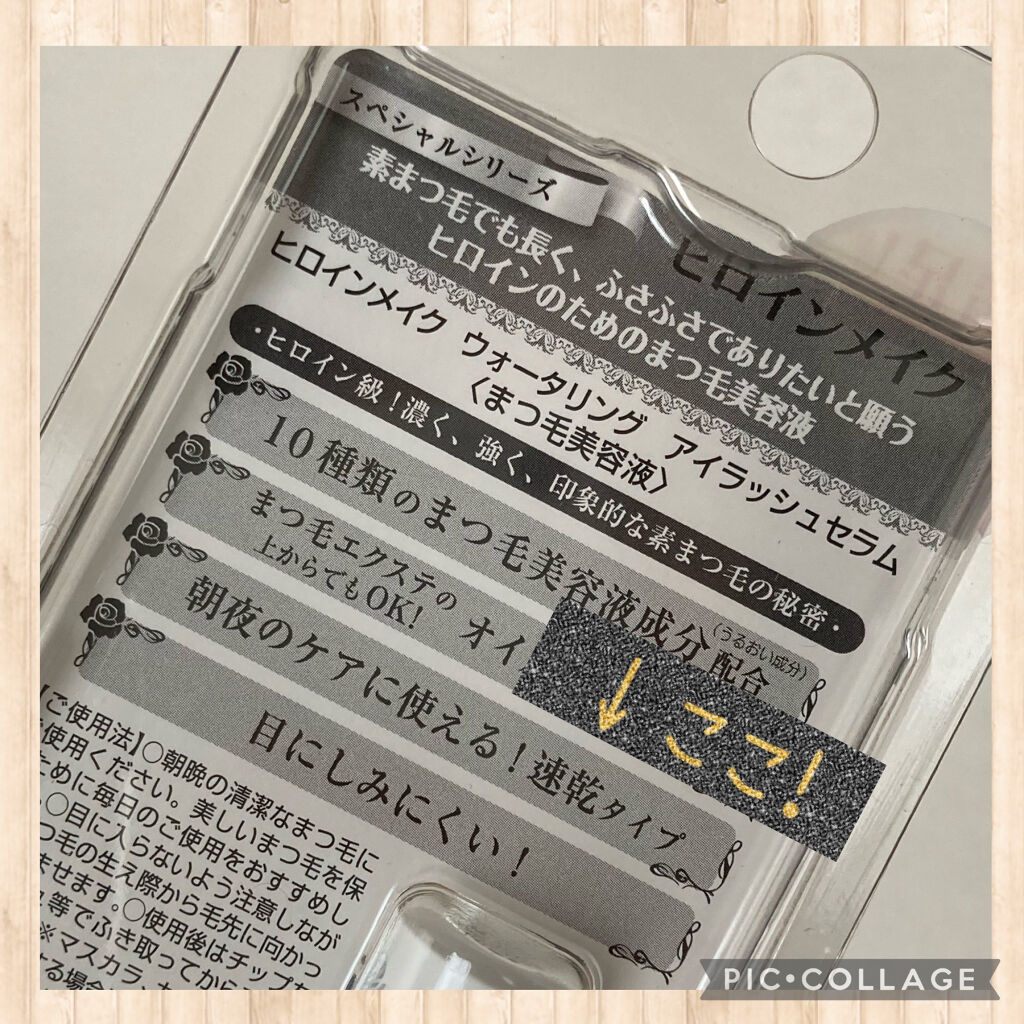 スペシャルシリーズ
ヒロインメイク
素まつ毛でも長く、ふさふさでありたいと願う
ヒロインのためのまつ毛美容液
ヒロインメイク ウォータリング アイラッシュセラム
〈まつ毛美容液〉
・ヒロイン級！濃く、強く、印象的な素まつ毛の秘密・
10種類のまつ毛美容液成分(うるおい成分)配合
まつ毛エクステの
上からでもOK! オイ
↓ここ!
朝夜のケアに使える！速乾タイプ
目にしみにくい！
【ご使用法】○朝晩の清潔なまつ毛に
使用ください。美しいまつ毛を保
ために毎日のご使用をおすすめし
○目に入らないよう注意しなが
つ毛の生え際から毛先に向かっ
ませます。○使用後はチップを
等でふき取ってから
※マスカラ、
する場合
PIC•COLLAGE